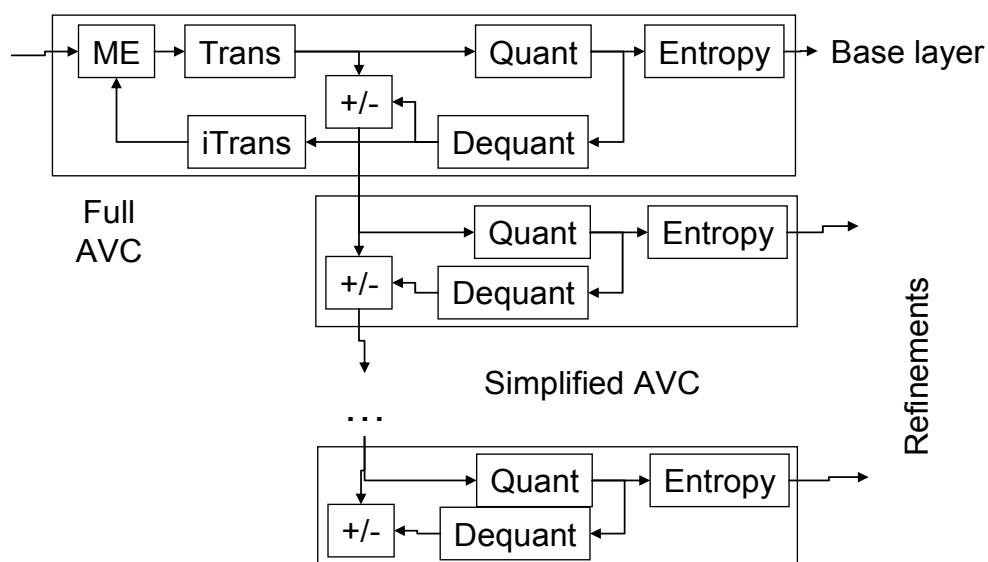 ME
Trans
Quant
Entropy
Base layer
+/-
iTrans
Dequant
Full
AVC
Quant
Entropy
+/-
Dequant
Refinements
Simplified AVC
...
Quant
Entropy
+/-
Dequant